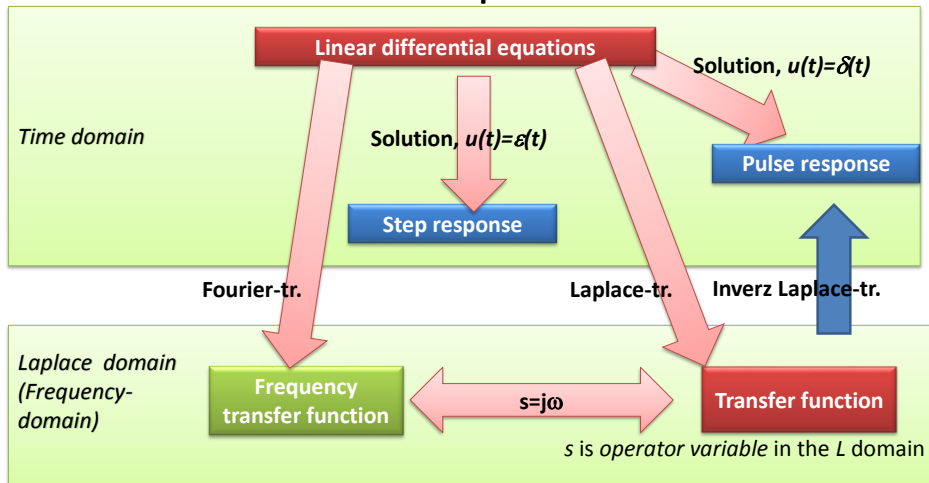 Linear differential equations
Solution, u(t)=δ(t)
Time domain
Solution, u(t)=ε(t)
Pulse response
Step response
Fourier-tr.
Laplace-tr.
Inverz Laplace-tr.
Laplace domain
(Frequency-
domain)
Frequency
transfer function
s=jω
Transfer function
s is operator variable in the L domain